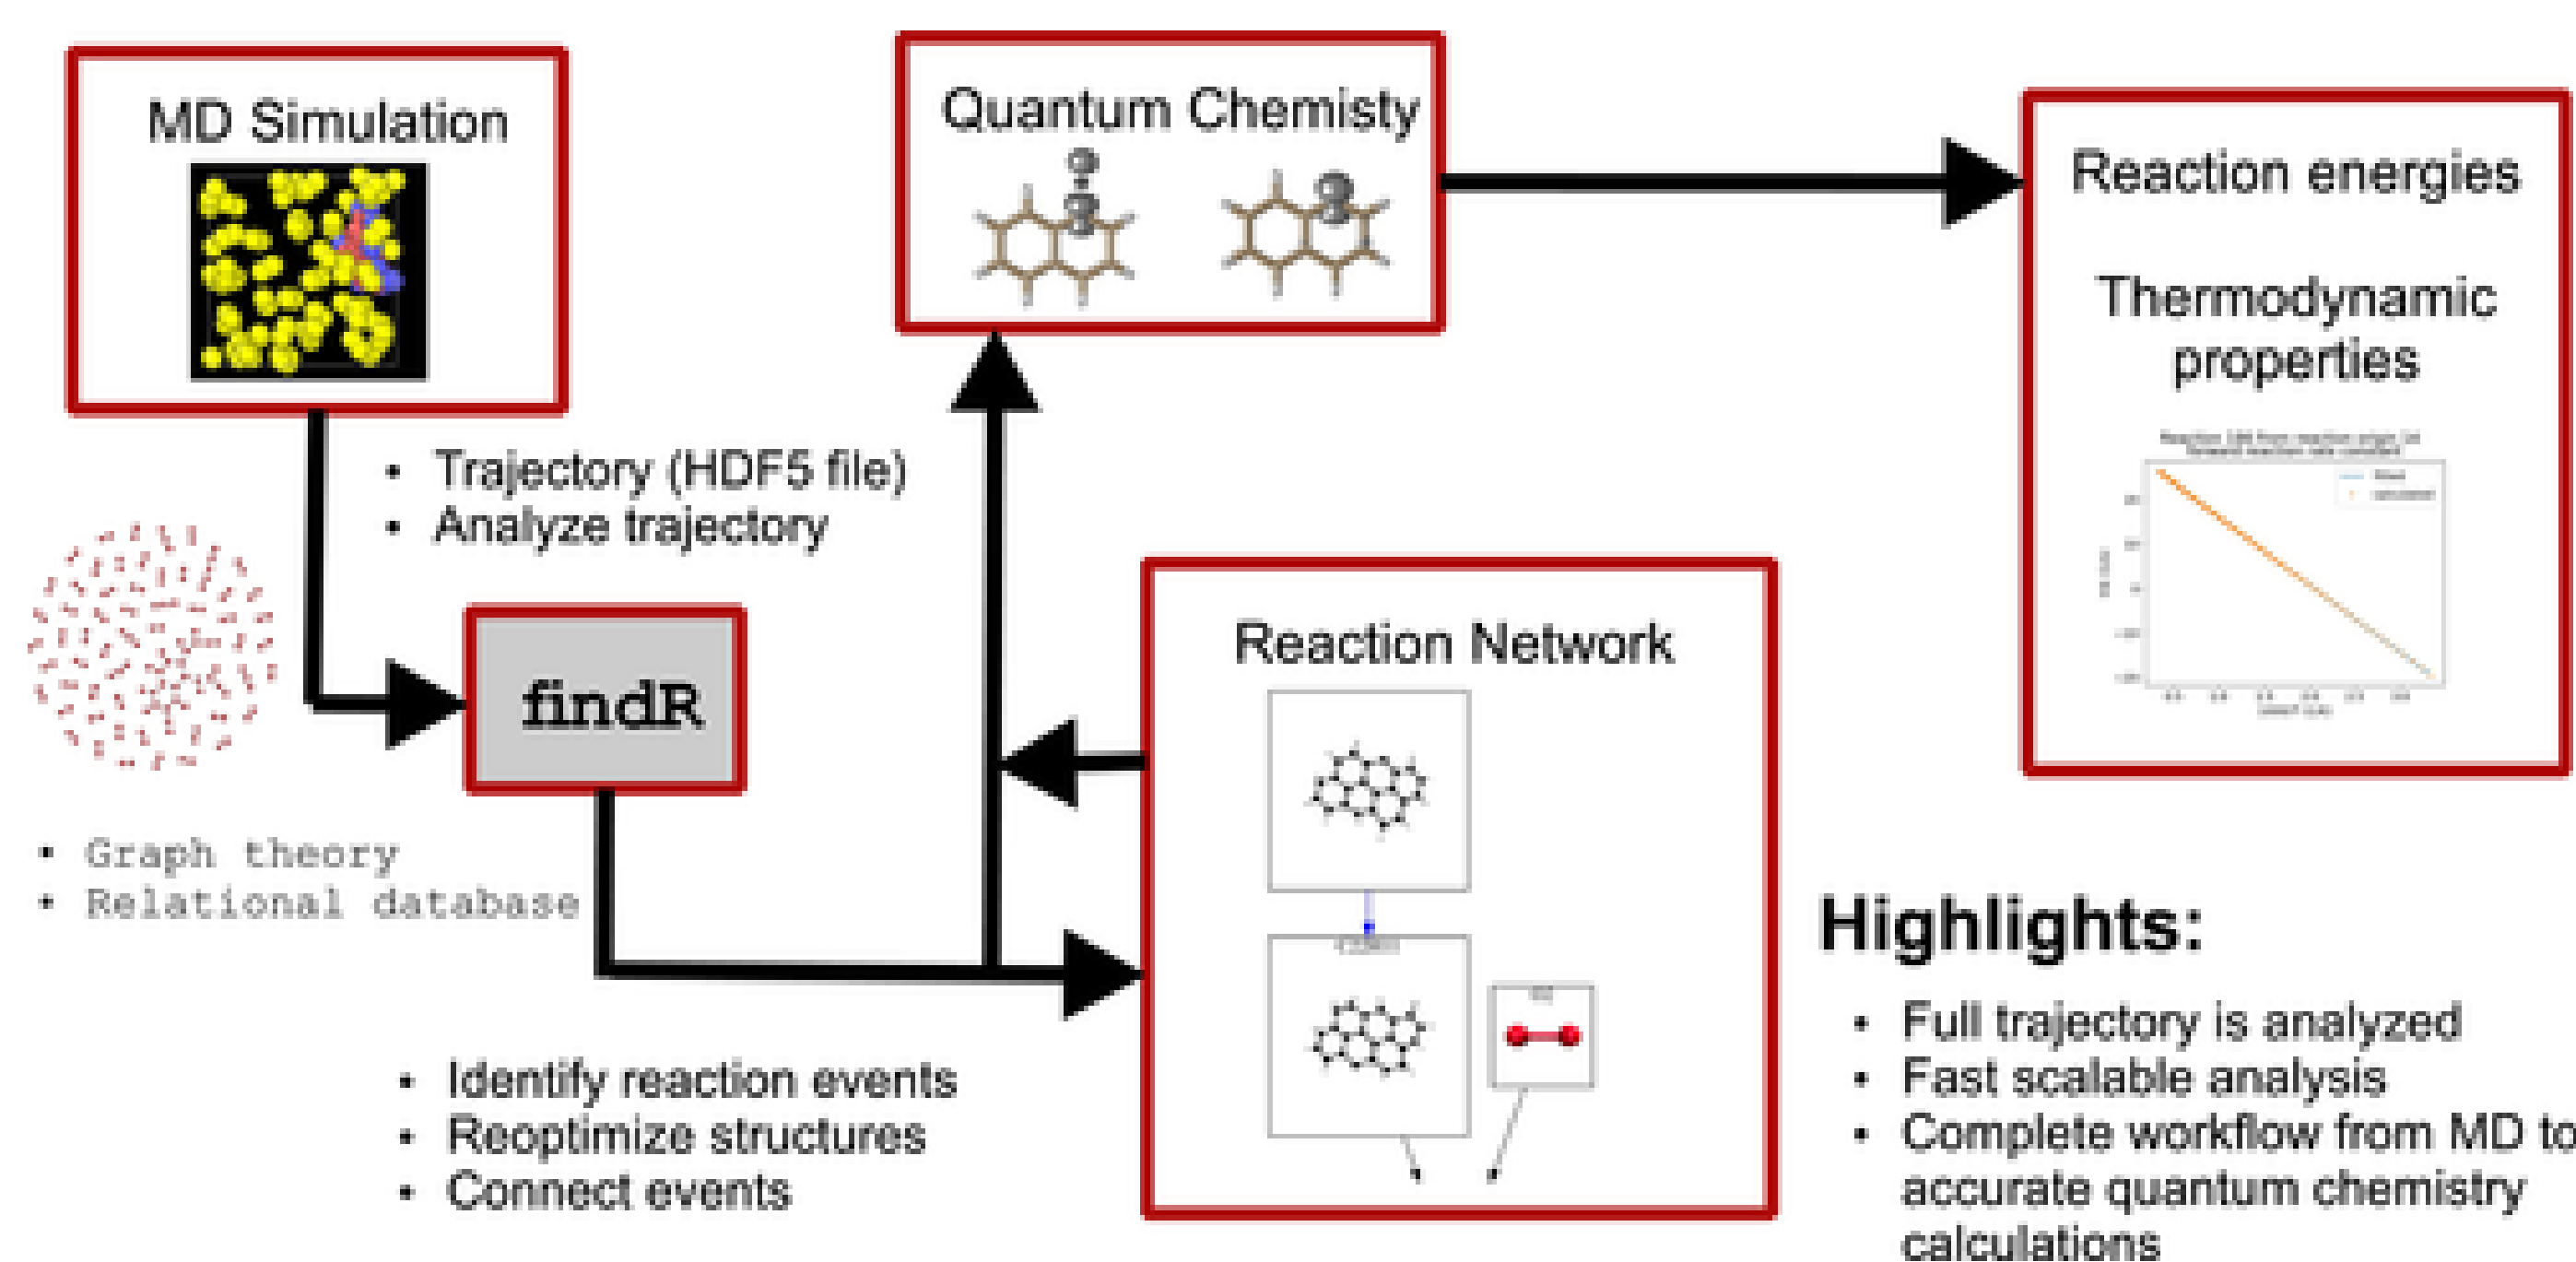 MD Simulation
Quantum Chemisty
Reaction energies
Thermodynamic
properties
• Trajectory (HDF5 file)
• Analyze trajectory
findR
Reaction Network
• Graph theory
• Relational database
• Identify reaction events
• Reoptimize structures
• Connect events
Highlights:
• Full trajectory is analyzed
• Fast scalable analysis
• Complete workflow from MD to
accurate quantum chemistry
calculations